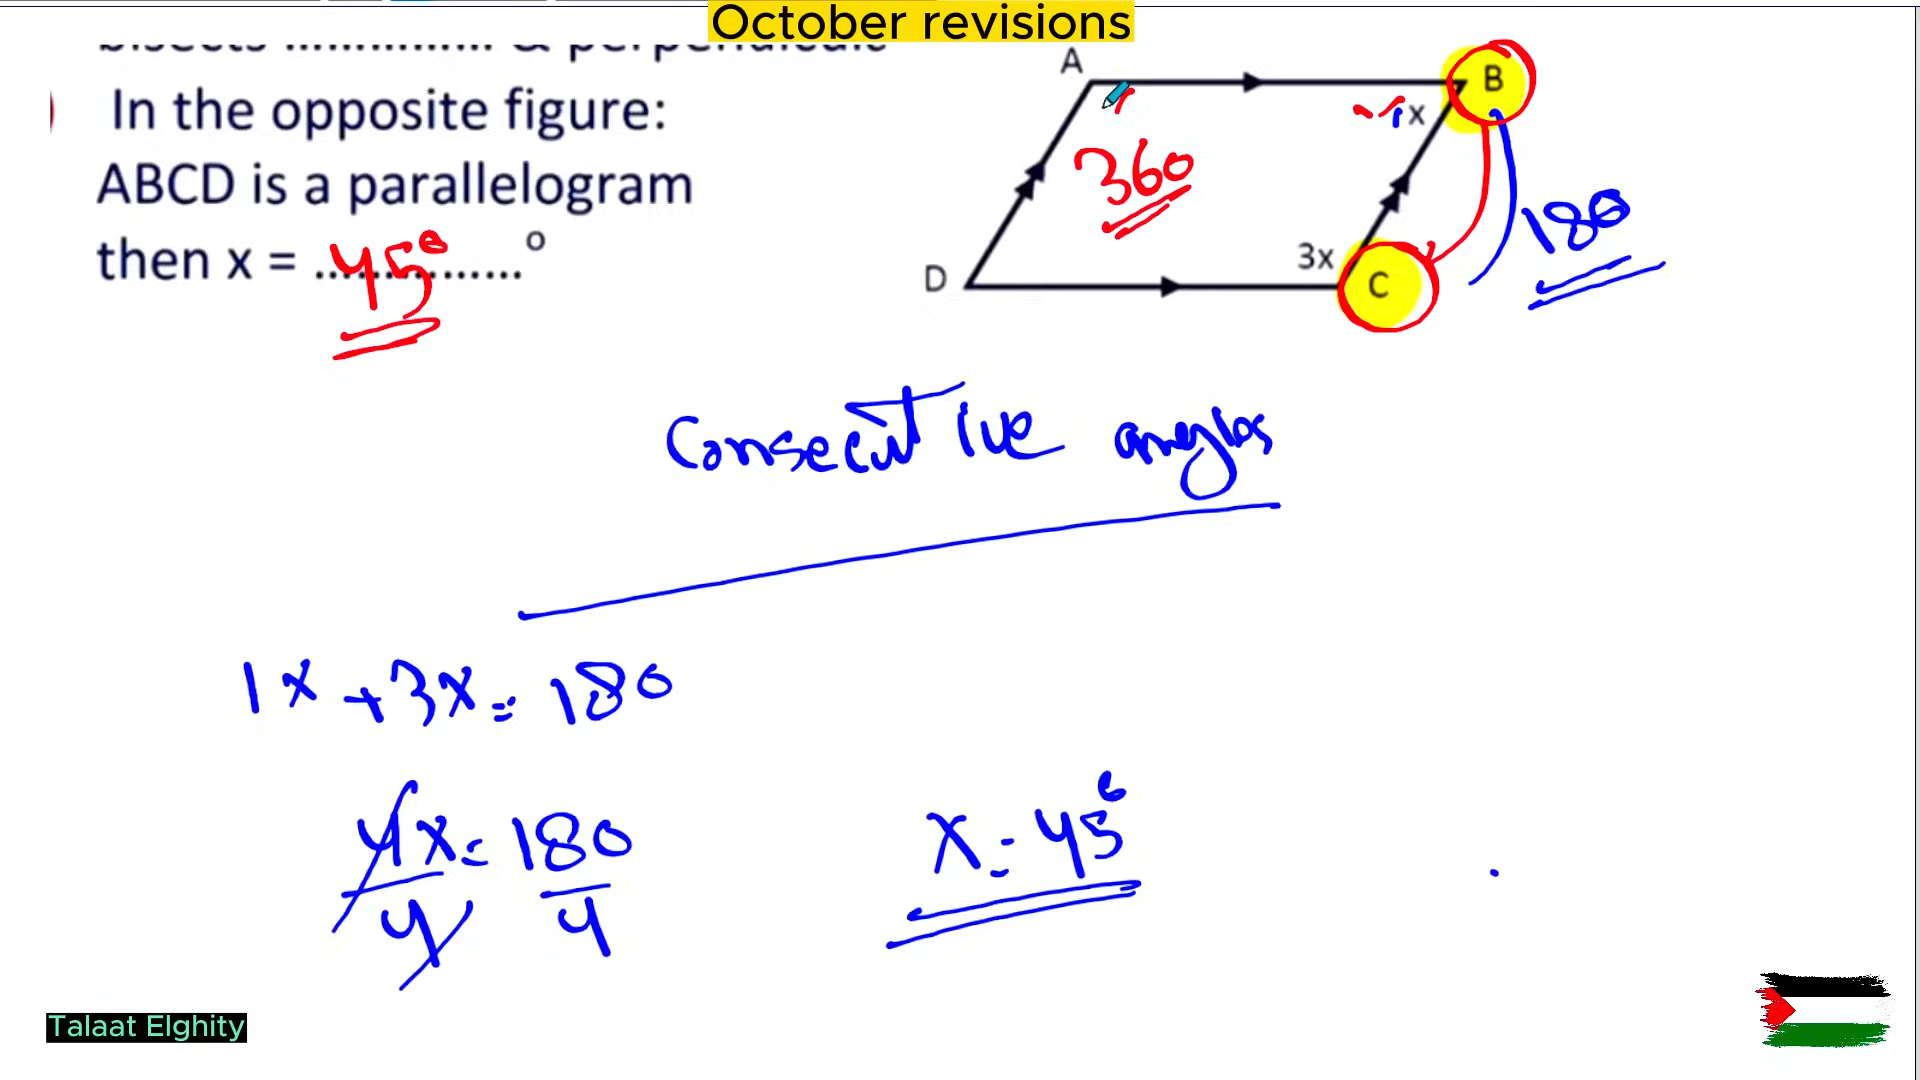 October revisions
In the opposite figure:
ABCD is a parallelogram
then x = ...............°
45°
A
B
x
360
180
3x
D
C
Consecutive angles
1x + 3x = 180
4x = 180
4 4
x = 45°
Talaat Elghity